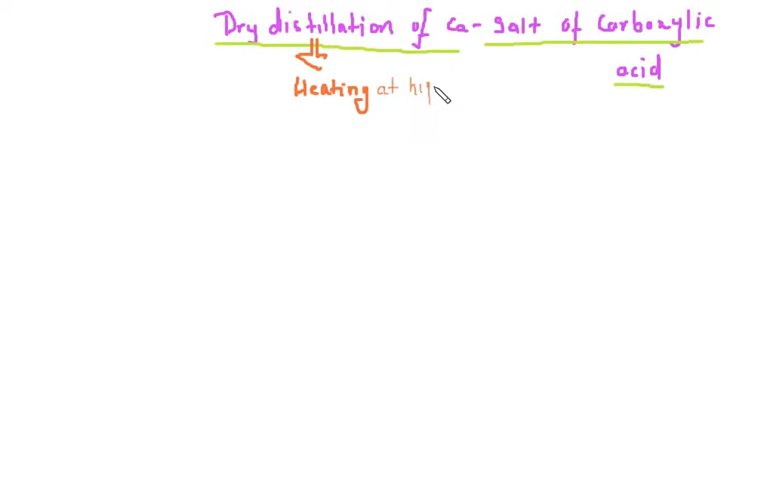 Dry distillation of Ca- salt of Carboxylic
acid
Heating at